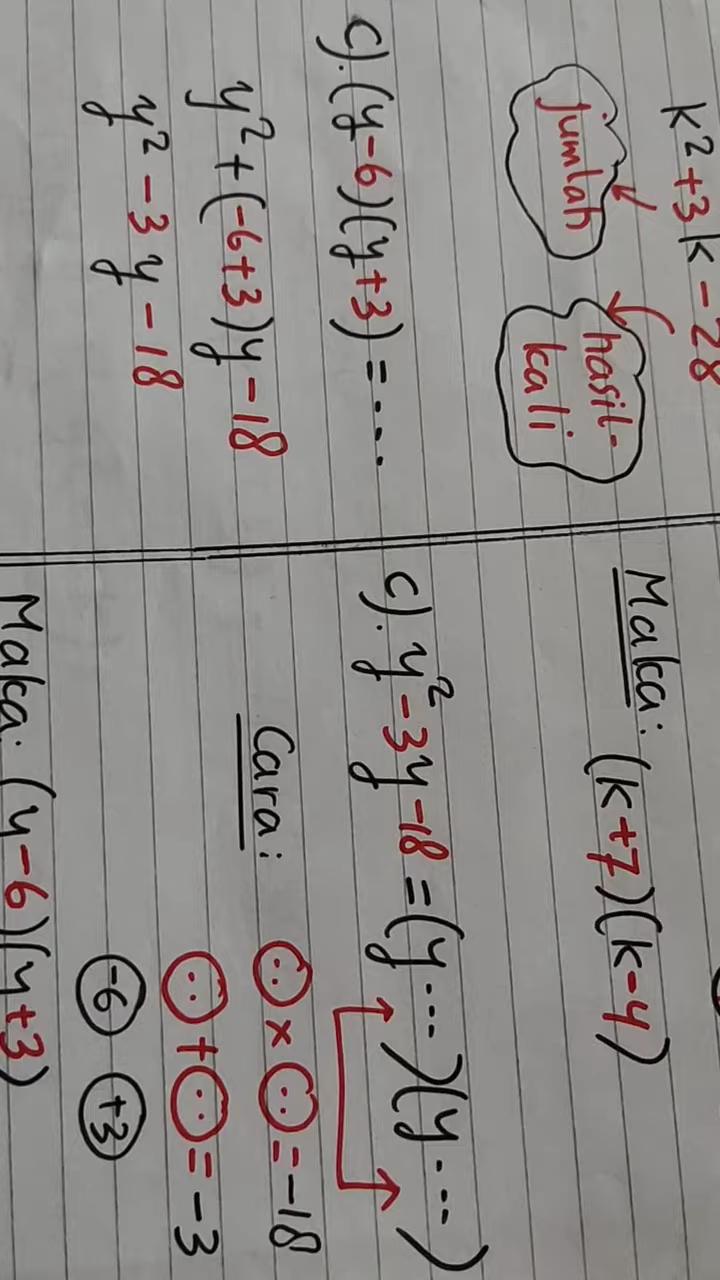 k² + 3k - 28
jumlah
hasil-
kali
c). (y-6)(y+3) = ....
y² + (-6+3)y - 18
y² - 3y - 18
Maka: (k+7)(k-4)
c). y² - 3y - 18 = (y...)(y...)
Cara: .. × .. = -18
.. + .. = -3
-6 +3
Maka: (y-6)(y+3)